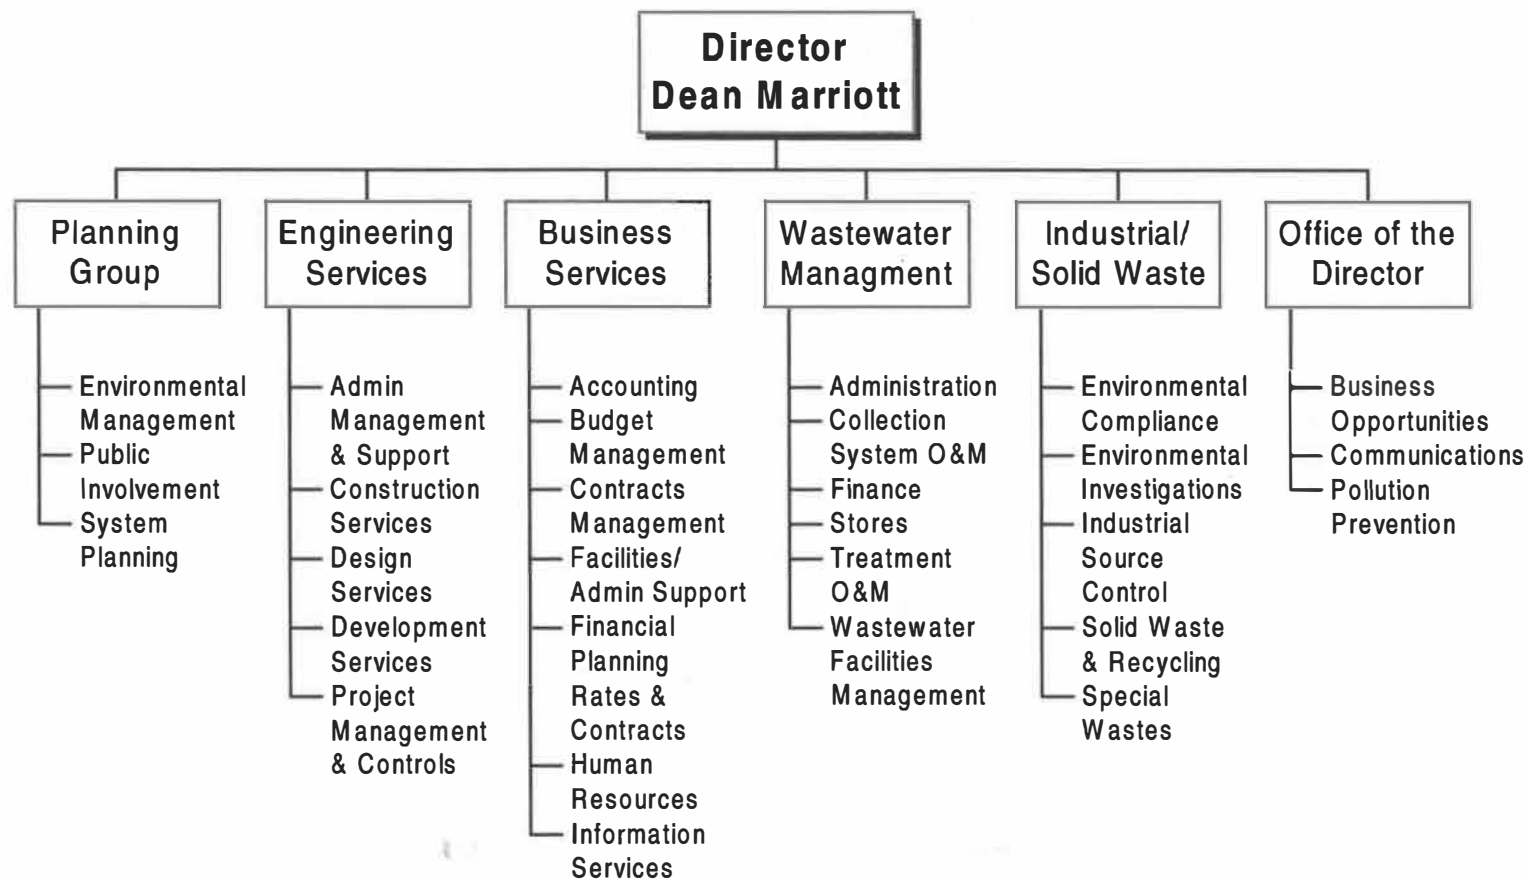 Director
Dean Marriott
Planning
Group
Engineering
Services
Business
Services
Wastewater
Managment
Industrial/
Solid Waste
Office of the
Director
Environmental
Management
Public
Involvement
System
Planning
Admin
Management
& Support
Construction
Services
Design
Services
Development
Services
Project
Management
& Controls
Accounting
Budget
Management
Contracts
Management
Facilities/
Admin Support
Financial
Planning
Rates &
Contracts
Human
Resources
Information
Services
Administration
Collection
System O&M
Finance
Stores
Treatment
O&M
Wastewater
Facilities
Management
Environmental
Compliance
Environmental
Investigations
Industrial
Source
Control
Solid Waste
& Recycling
Special
Wastes
Business
Opportunities
Communications
Pollution
Prevention